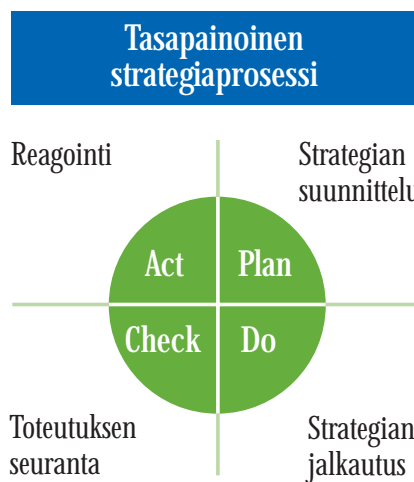 Tasapainoinen
strategiaprosessi
Reagointi
Strategian
suunnittelu
Act
Plan
Check
Do
Toteutuksen
seuranta
Strategian
jalkautus